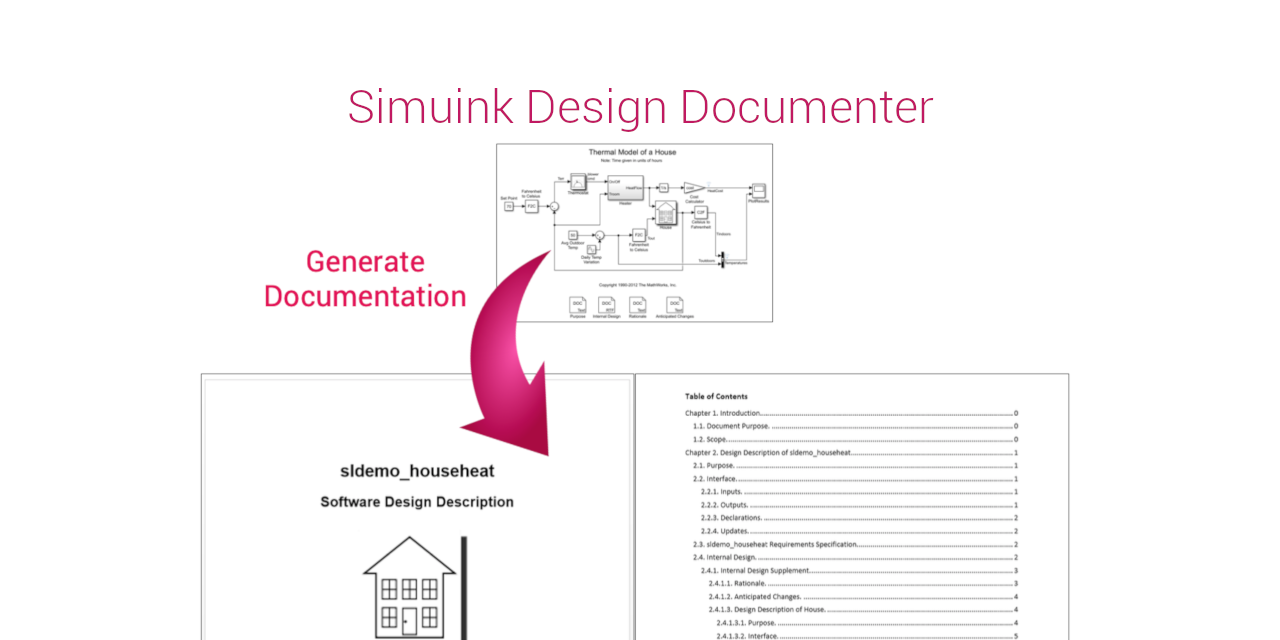 Simuink Design Documenter
Thermal Model of a House
Note: Time given in units of hours
Set Point
Fahrenheit
to Celsius
F2C
Terr
Thermostat
blower
cmd
On/Off
HeatFlow
Heater
Cost
Calculator
HeatCost
PlotResults
House
C2F
Celsius to
Fahrenheit
Avg Outdoor
Temp
Daily Temp
Variation
F2C
Fahrenheit
to Celsius
Tout
Tindoors
Toutdoors
Temperatures
Copyright 1990-2012 The MathWorks, Inc.
DOC
Text
Purpose
DOC
RTF
Internal Design
DOC
Text
Rationale
DOC
Text
Anticipated Changes
Generate
Documentation
sldemo_househeat
Software Design Description
Table of Contents
Chapter 1. Introduction 0
1.1. Document Purpose. 0
1.2. Scope. 0
Chapter 2. Design Description of sldemo_househeat 1
2.1. Purpose. 1
2.2. Interface. 1
2.2.1. Inputs. 1
2.2.2. Outputs. 1
2.2.3. Declarations. 2
2.2.4. Updates. 2
2.3. sldemo_househeat Requirements Specification 2
2.4. Internal Design. 2
2.4.1. Internal Design Supplement 3
2.4.1.1. Rationale. 3
2.4.1.2. Anticipated Changes. 4
2.4.1.3. Design Description of House. 4
2.4.1.3.1. Purpose. 4
2.4.1.3.2. Interface. 5